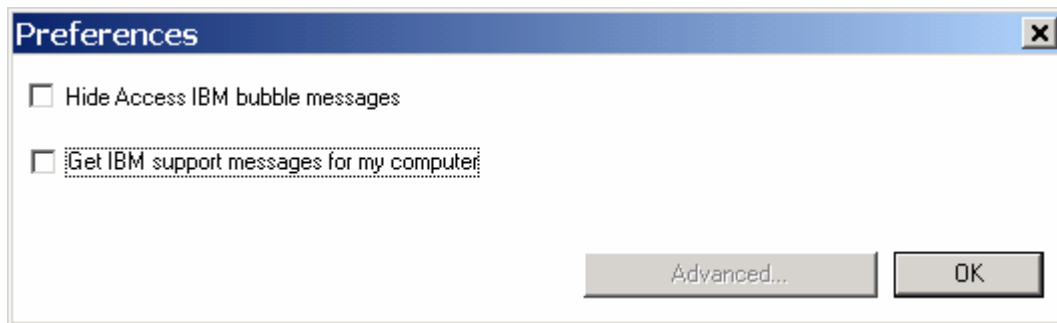 Preferences
Hide Access IBM bubble messages
Get IBM support messages for my computer
Advanced...
OK